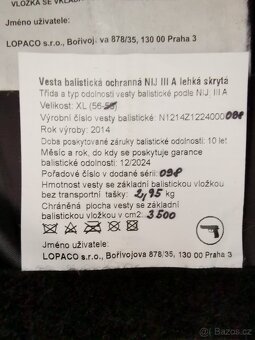 VLOŽKA SE VKLÁD
Jméno uživatele:
LOPACO s.r.o., Bořivoj. va 878/35, 130 00 Praha 3
Vesta balistická ochranná NIJ III A lehká skrytá
Třída a typ odolnosti vesty balistické podle NIJ, III A
Velikost: XL (56-58)
Výrobní číslo vesty balistické: N1214Z1224000098
Rok výroby: 2014
Doba poskytované záruky balistické odolnosti: 10 let
Měsíc a rok, do kdy se poskytuje garance
balistické odolnosti: 12/2024
Pořadové číslo v dodané sérii: 098
Hmotnost vesty se základní balistickou vložkou
bez transportní tašky: 2,95 kg
Chráněná plocha vesty se základní
balistickou vložkou v cm2: 3500
Jméno uživatele:
LOPACO s.r.o., Bořivojova 878/35, 130 00 Praha 3
Bazoš.cz